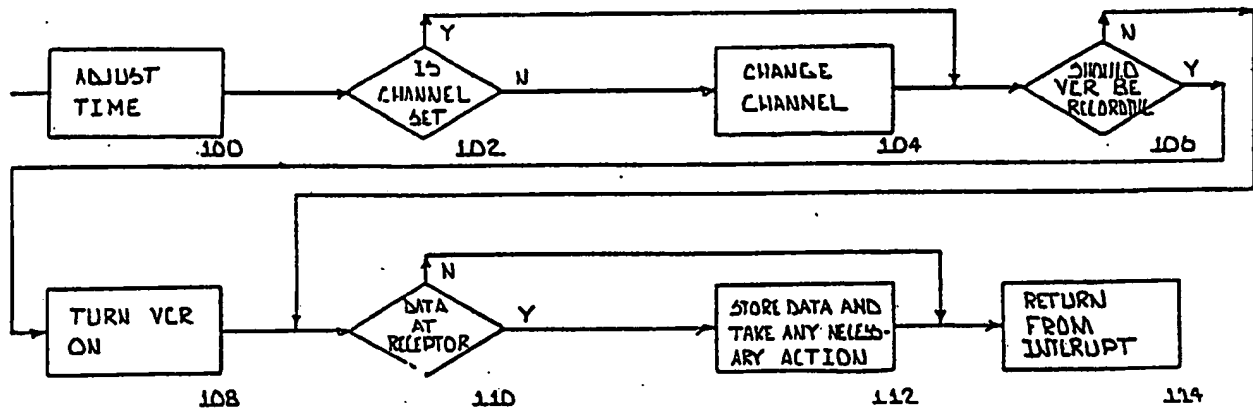 ADJUST
TIME
100
Y
IS
CHANNEL
SET
N
102
CHANGE
CHANNEL
104
N
SHOULD
VCR BE
RECORDING
Y
106
TURN VCR
ON
108
N
DATA
AT
RECEPTOR
Y
110
STORE DATA AND
TAKE ANY NECESS-
ARY ACTION
112
RETURN
FROM
INTERUPT
114